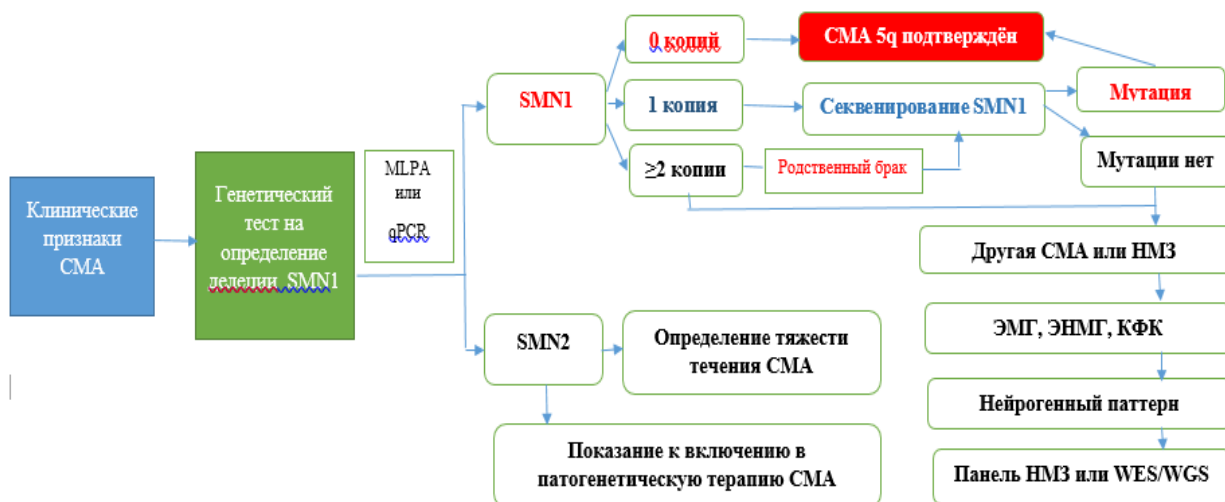 Клинические
признаки
СМА
Генетический
тест на
определение
делеции SMN1
MLPA
или
qPCR
SMN1
0 копий
1 копия
≥2 копии
СМА 5q подтверждён
Секвенирование SMN1
Родственный брак
Мутация
Мутации нет
Другая СМА или НМЗ
ЭМГ, ЭНМГ, КФК
Нейрогенный паттерн
Панель НМЗ или WES/WGS
SMN2
Определение тяжести
течения СМА
Показание к включению в
патогенетическую терапию СМА